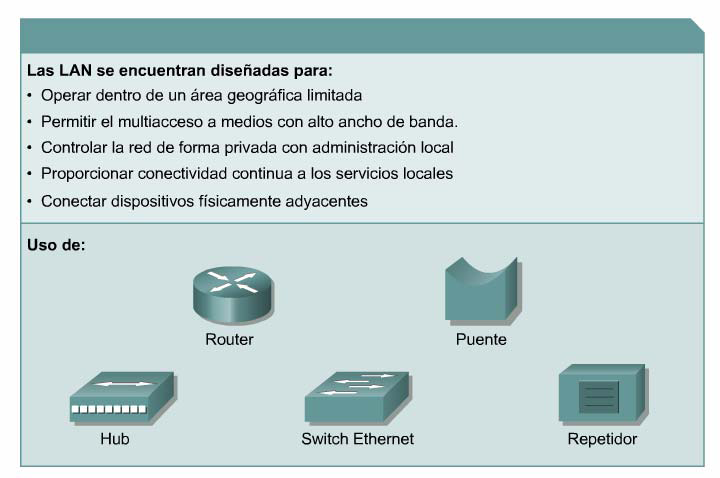 Las LAN se encuentran diseñadas para:
• Operar dentro de un área geográfica limitada
• Permitir el multiacceso a medios con alto ancho de banda.
• Controlar la red de forma privada con administración local
• Proporcionar conectividad continua a los servicios locales
• Conectar dispositivos físicamente adyacentes
Uso de:
Router
Puente
Hub
Switch Ethernet
Repetidor